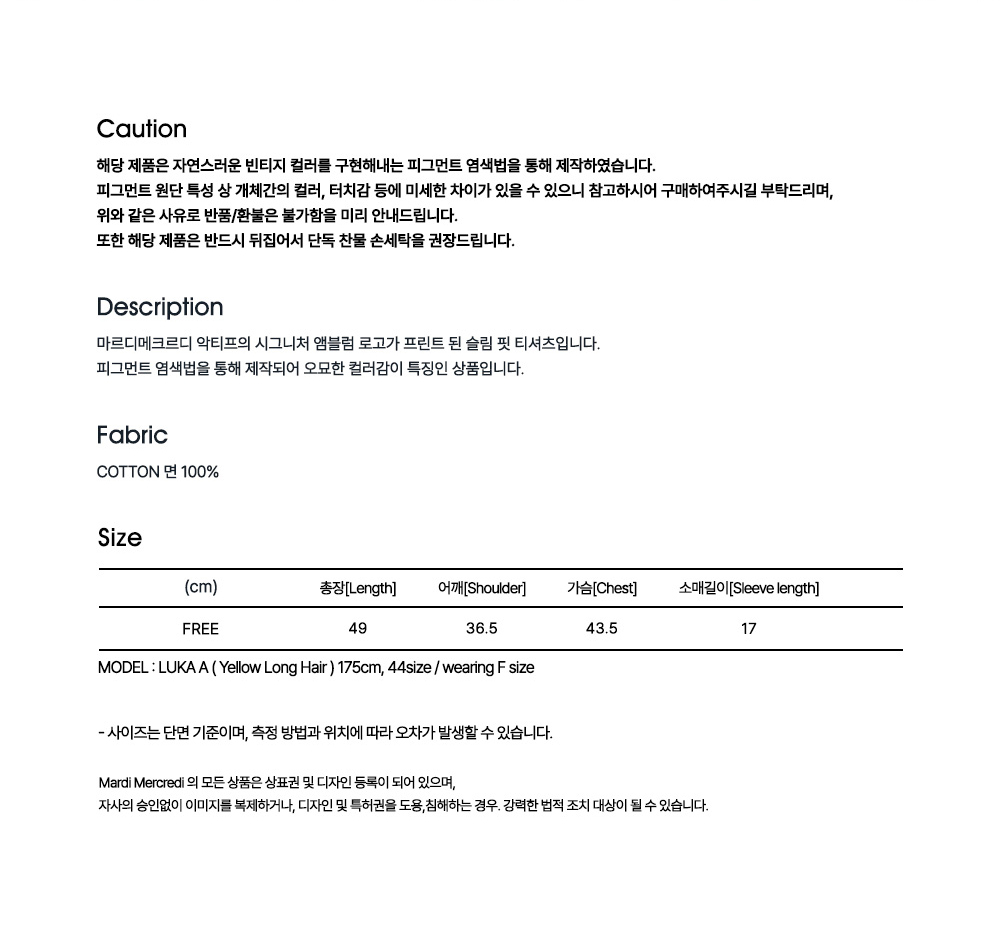 Caution
해당 제품은 자연스러운 빈티지 컬러를 구현해내는 피그먼트 염색법을 통해 제작하였습니다.
피그먼트 원단 특성 상 개체간의 컬러, 터치감 등에 미세한 차이가 있을 수 있으니 참고하시어 구매하여주시길 부탁드리며,
위와 같은 사유로 반품/환불은 불가함을 미리 안내드립니다.
또한 해당 제품은 반드시 뒤집어서 단독 찬물 손세탁을 권장드립니다.
Description
마르디메크르디 악티프의 시그니처 앰블럼 로고가 프린트 된 슬림 핏 티셔츠입니다.
피그먼트 염색법을 통해 제작되어 오묘한 컬러감이 특징인 상품입니다.
Fabric
COTTON 면 100%
Size
(cm) 총장[Length] 어깨[Shoulder] 가슴[Chest] 소매길이[Sleeve length]
FREE 49 36.5 43.5 17
MODEL : LUKA A ( Yellow Long Hair ) 175cm, 44size / wearing F size
- 사이즈는 단면 기준이며, 측정 방법과 위치에 따라 오차가 발생할 수 있습니다.
Mardi Mercredi 의 모든 상품은 상표권 및 디자인 등록이 되어 있으며,
자사의 승인없이 이미지를 복제하거나, 디자인 및 특허권을 도용,침해하는 경우. 강력한 법적 조치 대상이 될 수 있습니다.